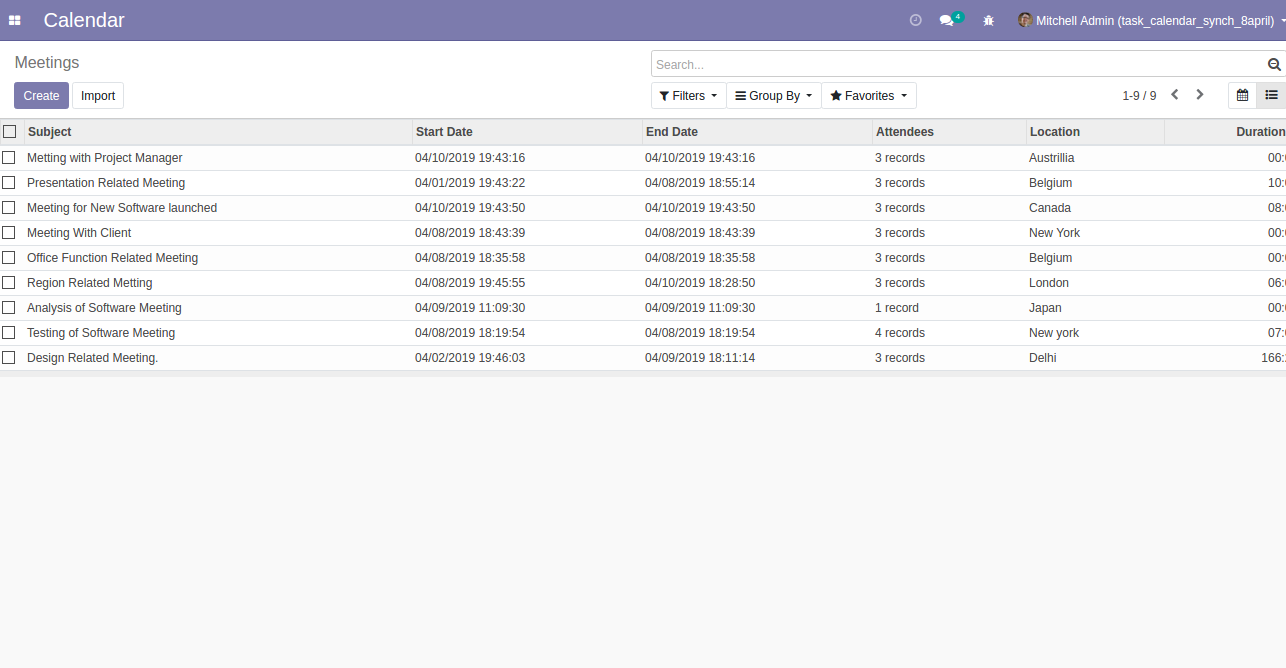 Calendar 4 Mitchell Admin (task_calendar_synch_8april)
Meetings Search...
Create Import Filters Group By Favorites 1-9 / 9
Subject Start Date End Date Attendees Location Duration
Metting with Project Manager 04/10/2019 19:43:16 04/10/2019 19:43:16 3 records Austrillia 00:
Presentation Related Meeting 04/01/2019 19:43:22 04/08/2019 18:55:14 3 records Belgium 10:
Meeting for New Software launched 04/10/2019 19:43:50 04/10/2019 19:43:50 3 records Canada 08:
Meeting With Client 04/08/2019 18:43:39 04/08/2019 18:43:39 3 records New York 00:
Office Function Related Meeting 04/08/2019 18:35:58 04/08/2019 18:35:58 3 records Belgium 00:
Region Related Metting 04/08/2019 19:45:55 04/10/2019 18:28:50 3 records London 06:
Analysis of Software Meeting 04/09/2019 11:09:30 04/09/2019 11:09:30 1 record Japan 00:
Testing of Software Meeting 04/08/2019 18:19:54 04/08/2019 18:19:54 4 records New york 07:
Design Related Meeting. 04/02/2019 19:46:03 04/09/2019 18:11:14 3 records Delhi 166: